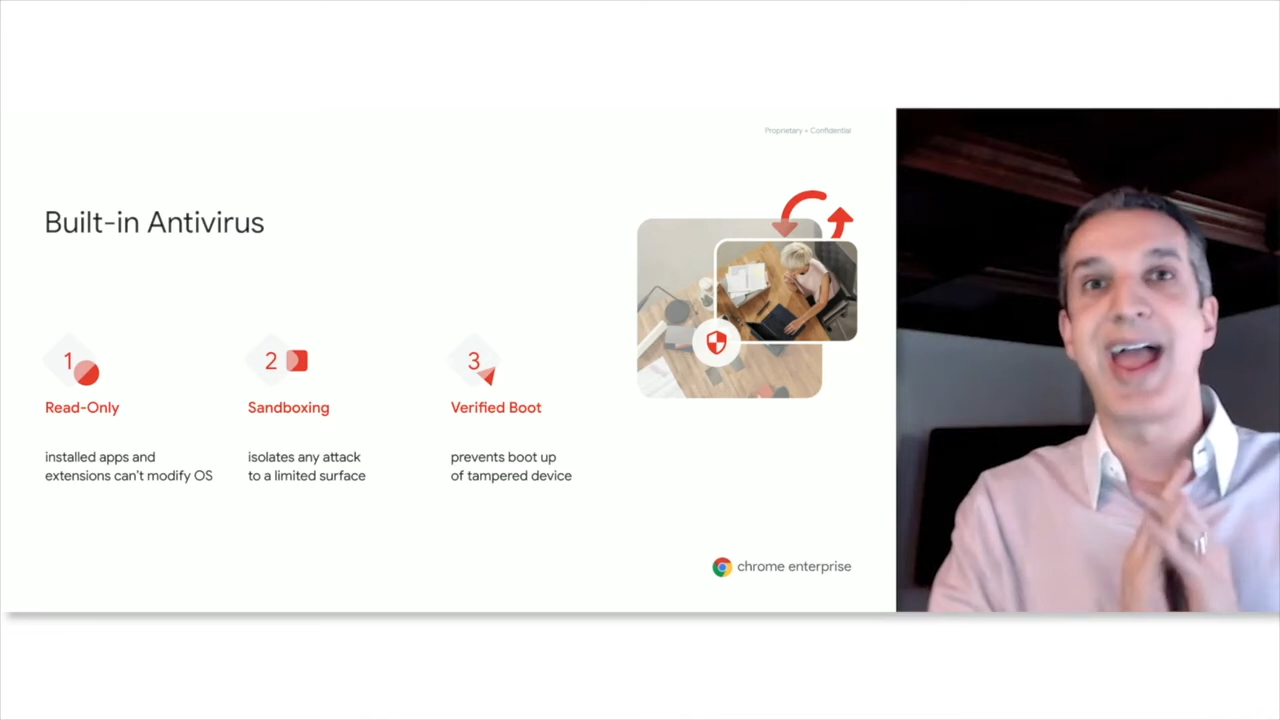 Proprietary + Confidential
Built-in Antivirus
1
Read-Only
installed apps and
extensions can't modify OS
2
Sandboxing
isolates any attack
to a limited surface
3
Verified Boot
prevents boot up
of tampered device
chrome enterprise